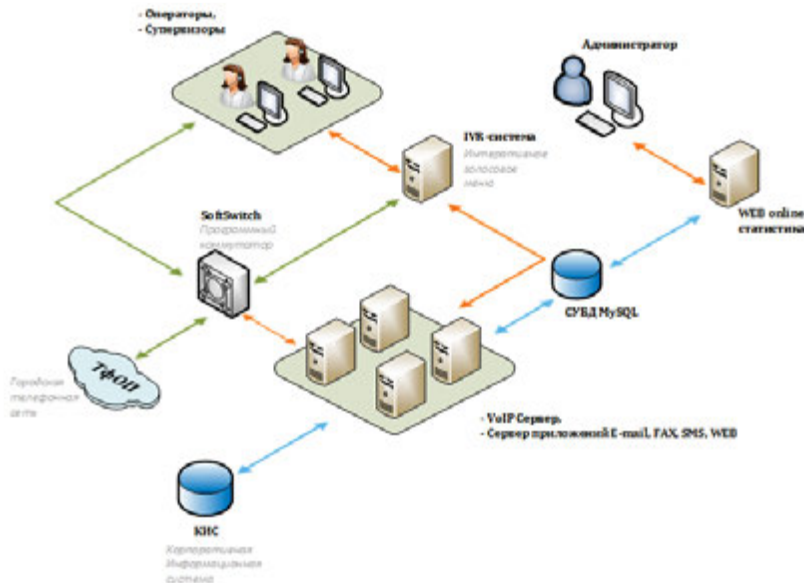 - Операторы,
- Супервизоры
Администратор
IVR-система
Интерактивное
голосовое
меню
SoftSwitch
Программный
коммутатор
WEB online
статистика
СУБД MySQL
ТФОП
Городская
телефонная
сеть
- VoIP Сервер,
- Сервер приложений E-mail, FAX, SMS, WEB
КИС
Корпоративная
Информационная
система